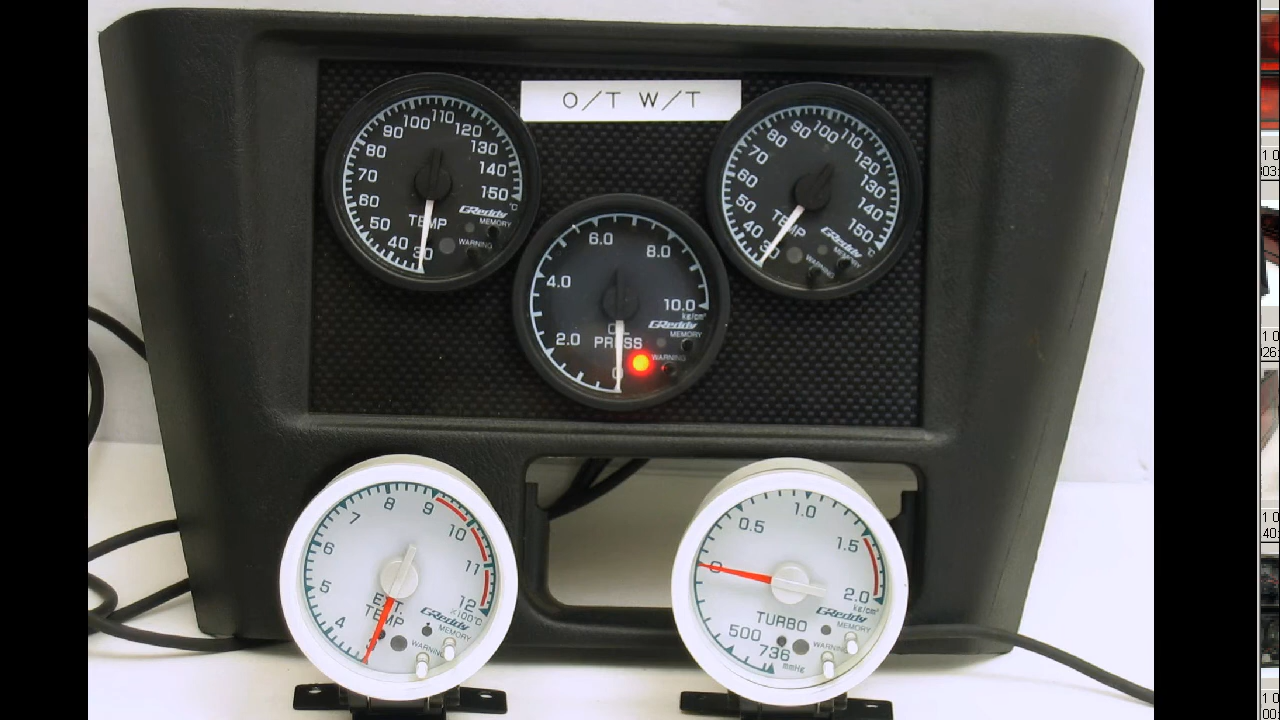 O/T W/T
30 40 50 60 70 80 90 100 110 120 130 140 150 °C
TEMP
GReddy
MEMORY
WARNING
30 40 50 60 70 80 90 100 110 120 130 140 150 °C
TEMP
GReddy
MEMORY
WARNING
0 2.0 4.0 6.0 8.0 10.0
kg/cm²
OIL
PRESS
GReddy
MEMORY
WARNING
4 5 6 7 8 9 10 11 12
×100°C
EXT.
TEMP
GReddy
MEMORY
WARNING
0 0.5 1.0 1.5 2.0
kg/cm²
TURBO
GReddy
MEMORY
WARNING
500
736
mmHg